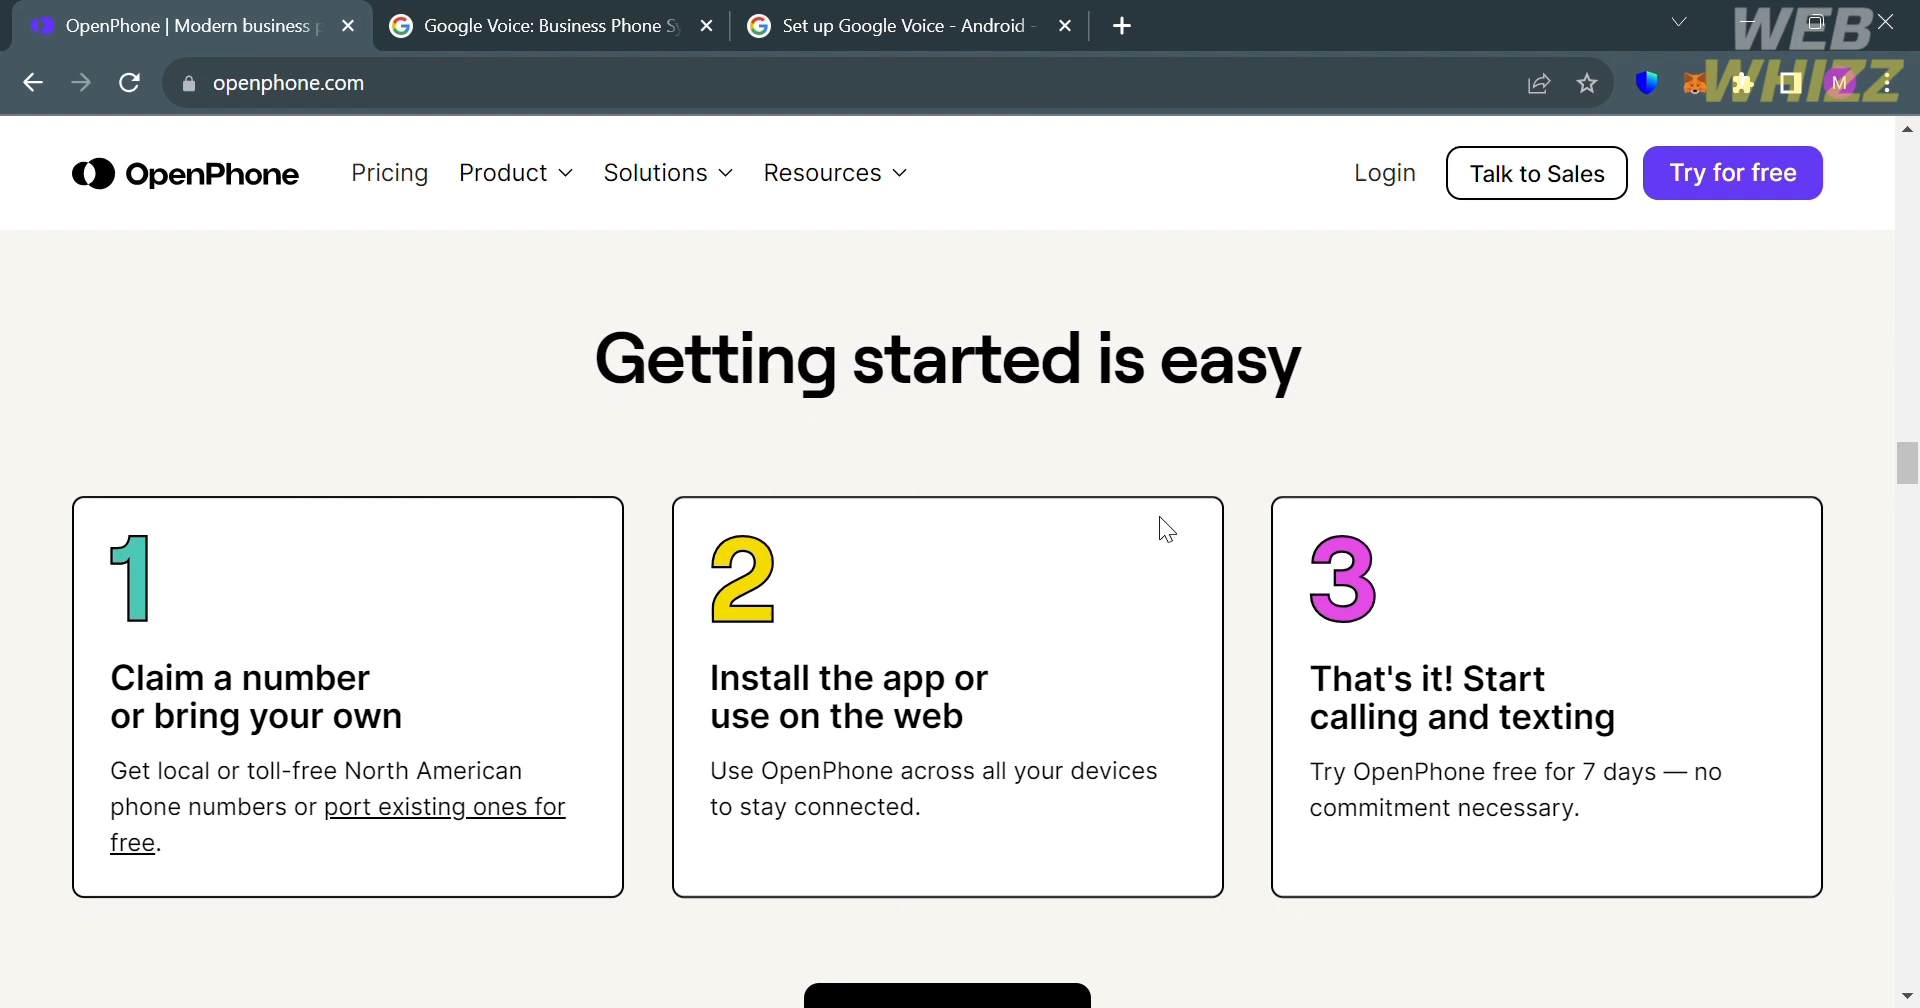 OpenPhone | Modern business p
Google Voice: Business Phone Sy
Set up Google Voice - Android -
WEB
WHIZZ
openphone.com
M
OpenPhone
Pricing
Product
Solutions
Resources
Login
Talk to Sales
Try for free
Getting started is easy
1
Claim a number
or bring your own
Get local or toll-free North American
phone numbers or port existing ones for
free.
2
Install the app or
use on the web
Use OpenPhone across all your devices
to stay connected.
3
That's it! Start
calling and texting
Try OpenPhone free for 7 days — no
commitment necessary.